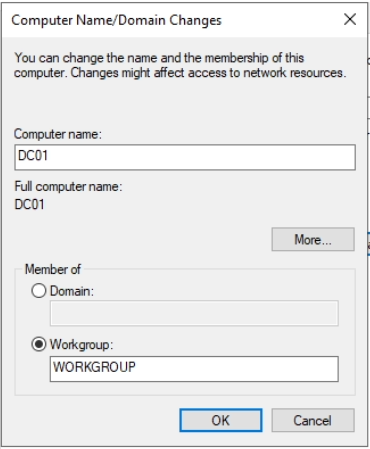 Computer Name/Domain Changes
You can change the name and the membership of this
computer. Changes might affect access to network resources.
Computer name:
DC01
Full computer name:
DC01
More...
Member of
Domain:
Workgroup:
WORKGROUP
OK Cancel